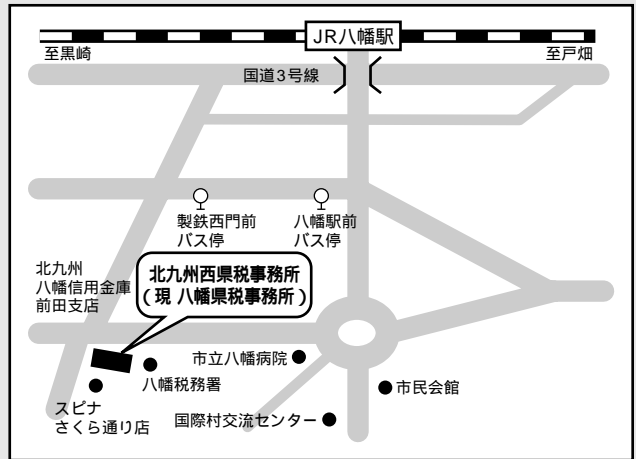 JR八幡駅
至黒崎
至戸畑
国道3号線
製鉄西門前
バス停
八幡駅前
バス停
北九州
八幡信用金庫
前田支店
北九州西県税事務所
(現 八幡県税事務所)
市立八幡病院
八幡税務署
市民会館
スピナ
さくら通り店
国際村交流センター